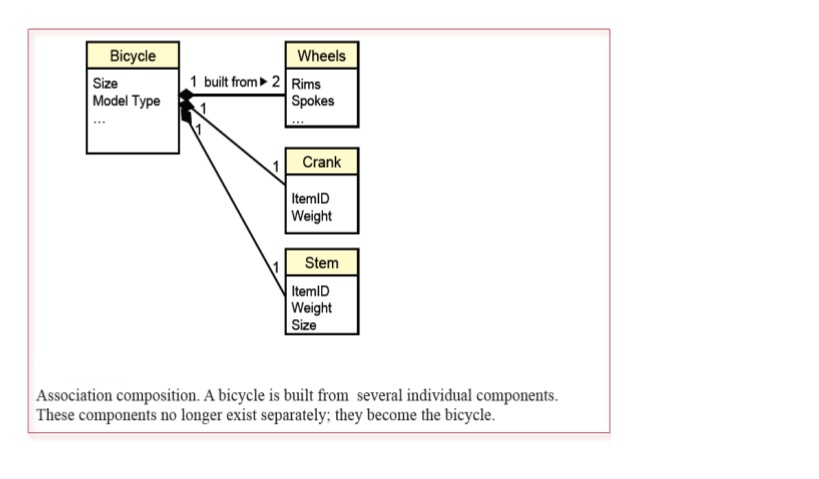 Bicycle
Size
Model Type
...
1 built from▶ 2
1
1
1
1
Wheels
Rims
Spokes
...
Crank
ItemID
Weight
Stem
ItemID
Weight
Size
Association composition. A bicycle is built from several individual components.
These components no longer exist separately; they become the bicycle.